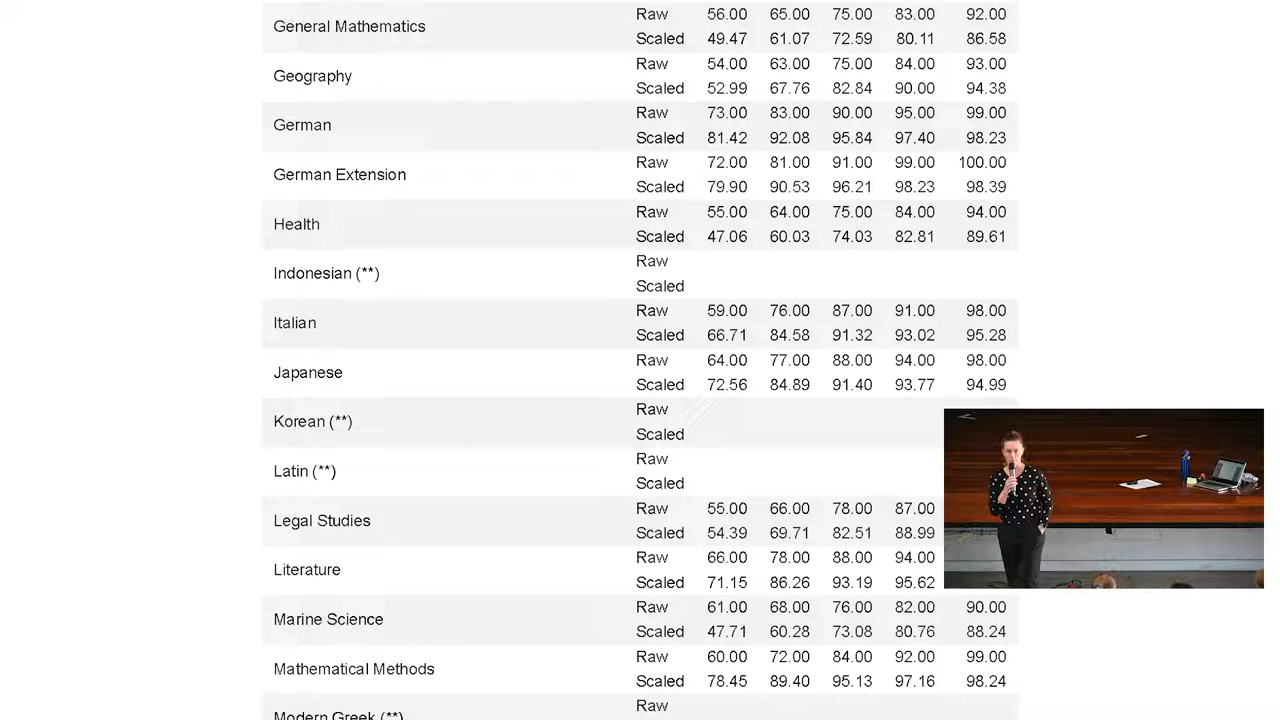 General Mathematics Raw 56.00 65.00 75.00 83.00 92.00
Scaled 49.47 61.07 72.59 80.11 86.58
Geography Raw 54.00 63.00 75.00 84.00 93.00
Scaled 52.99 67.76 82.84 90.00 94.38
German Raw 73.00 83.00 90.00 95.00 99.00
Scaled 81.42 92.08 95.84 97.40 98.23
German Extension Raw 72.00 81.00 91.00 99.00 100.00
Scaled 79.90 90.53 96.21 98.23 98.39
Health Raw 55.00 64.00 75.00 84.00 94.00
Scaled 47.06 60.03 74.03 82.81 89.61
Indonesian (**) Raw
Scaled
Italian Raw 59.00 76.00 87.00 91.00 98.00
Scaled 66.71 84.58 91.32 93.02 95.28
Japanese Raw 64.00 77.00 88.00 94.00 98.00
Scaled 72.56 84.89 91.40 93.77 94.99
Korean (**) Raw
Scaled
Latin (**) Raw
Scaled
Legal Studies Raw 55.00 66.00 78.00 87.00
Scaled 54.39 69.71 82.51 88.99
Literature Raw 66.00 78.00 88.00 94.00
Scaled 71.15 86.26 93.19 95.62
Marine Science Raw 61.00 68.00 76.00 82.00 90.00
Scaled 47.71 60.28 73.08 80.76 88.24
Mathematical Methods Raw 60.00 72.00 84.00 92.00 99.00
Scaled 78.45 89.40 95.13 97.16 98.24
Modern Greek (**) Raw